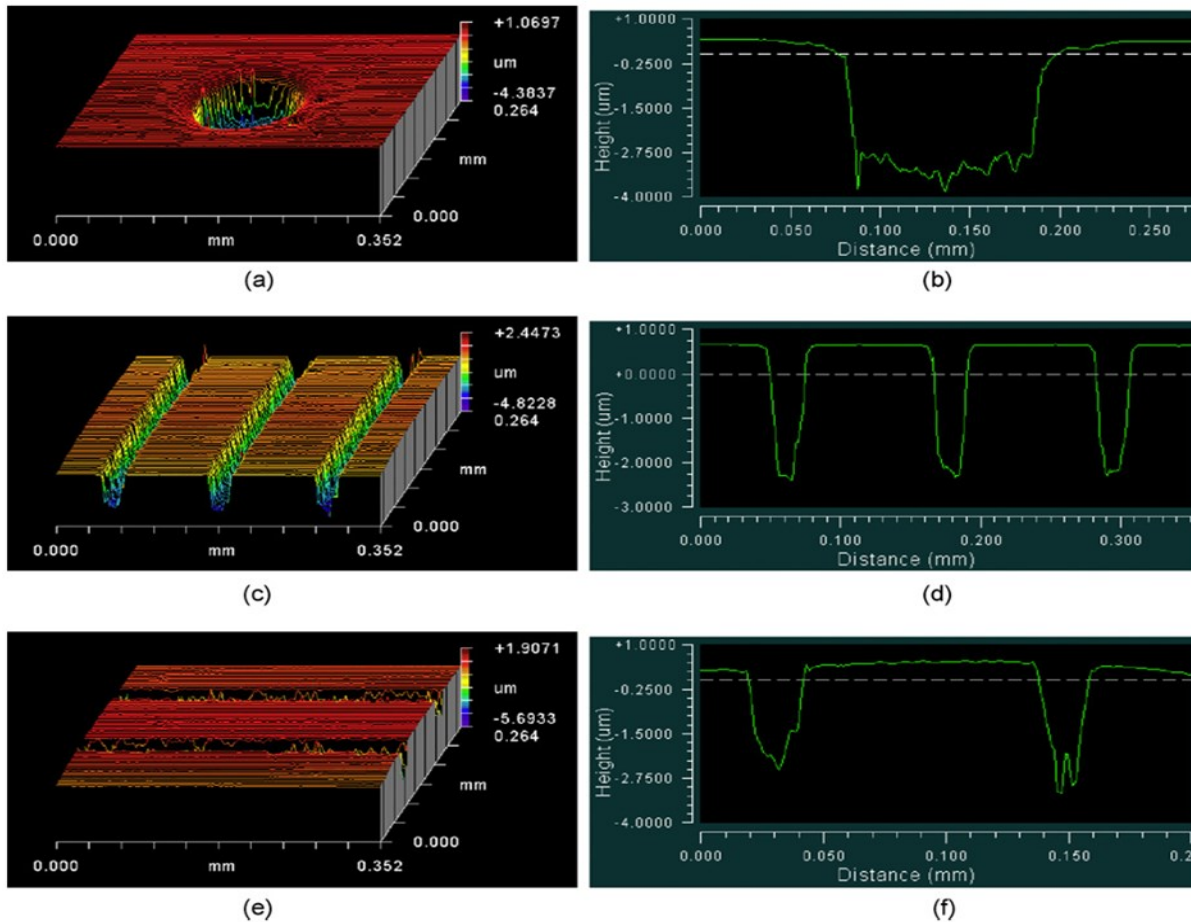 +1.0697
um
-4.3837
0.264
mm
0.000
0.000
mm
0.352
(a)
+1.0000
-0.2500
-1.5000
-2.7500
-4.0000
Height (um)
0.000
0.050
0.100
0.150
0.200
0.250
Distance (mm)
(b)
+2.4473
um
-4.8228
0.264
mm
0.000
0.000
mm
0.352
(c)
+1.0000
+0.0000
-1.0000
-2.0000
-3.0000
Height (um)
0.000
0.100
0.200
0.300
Distance (mm)
(d)
+1.9071
um
-5.6933
0.264
mm
0.000
0.000
mm
0.352
(e)
+1.0000
-0.2500
-1.5000
-2.7500
-4.0000
Height (um)
0.000
0.050
0.100
0.150
Distance (mm)
(f)